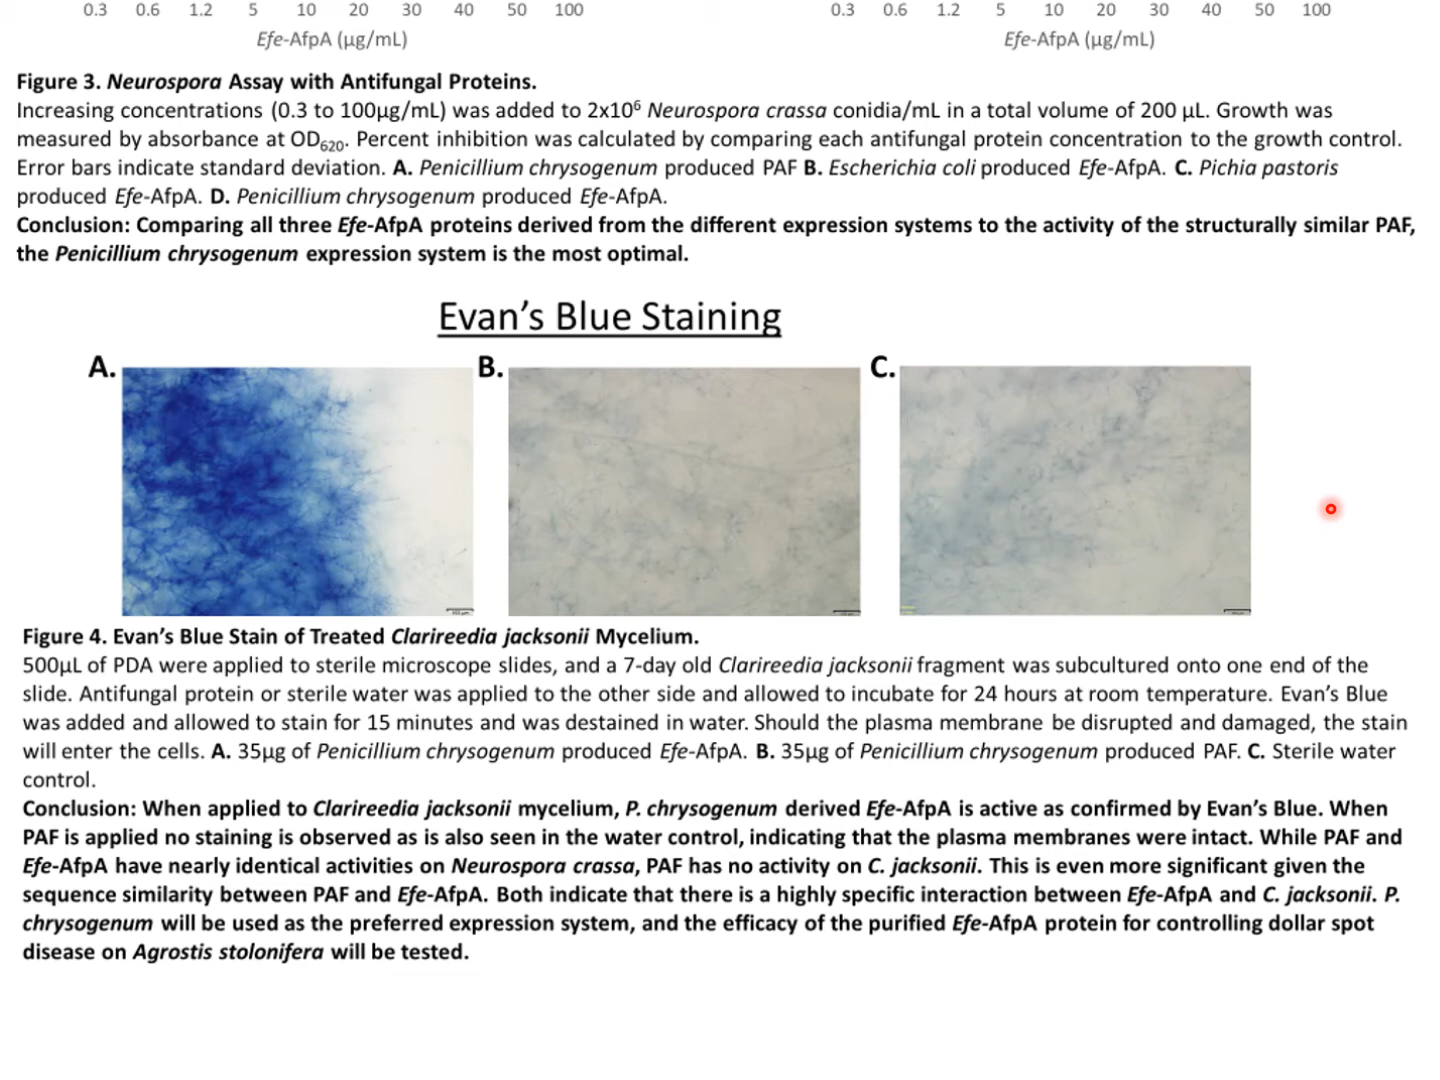 0.3 0.6 1.2 5 10 20 30 40 50 100 0.3 0.6 1.2 5 10 20 30 40 50 100
Efe-AfpA (µg/mL) Efe-AfpA (µg/mL)
Figure 3. Neurospora Assay with Antifungal Proteins.
Increasing concentrations (0.3 to 100µg/mL) was added to 2x10⁶ Neurospora crassa conidia/mL in a total volume of 200 µL. Growth was
measured by absorbance at OD₆₂₀. Percent inhibition was calculated by comparing each antifungal protein concentration to the growth control.
Error bars indicate standard deviation. A. Penicillium chrysogenum produced PAF B. Escherichia coli produced Efe-AfpA. C. Pichia pastoris
produced Efe-AfpA. D. Penicillium chrysogenum produced Efe-AfpA.
Conclusion: Comparing all three Efe-AfpA proteins derived from the different expression systems to the activity of the structurally similar PAF,
the Penicillium chrysogenum expression system is the most optimal.
Evan's Blue Staining
A. B. C.
Figure 4. Evan's Blue Stain of Treated Clarireedia jacksonii Mycelium.
500µL of PDA were applied to sterile microscope slides, and a 7-day old Clarireedia jacksonii fragment was subcultured onto one end of the
slide. Antifungal protein or sterile water was applied to the other side and allowed to incubate for 24 hours at room temperature. Evan's Blue
was added and allowed to stain for 15 minutes and was destained in water. Should the plasma membrane be disrupted and damaged, the stain
will enter the cells. A. 35µg of Penicillium chrysogenum produced Efe-AfpA. B. 35µg of Penicillium chrysogenum produced PAF. C. Sterile water
control.
Conclusion: When applied to Clarireedia jacksonii mycelium, P. chrysogenum derived Efe-AfpA is active as confirmed by Evan's Blue. When
PAF is applied no staining is observed as is also seen in the water control, indicating that the plasma membranes were intact. While PAF and
Efe-AfpA have nearly identical activities on Neurospora crassa, PAF has no activity on C. jacksonii. This is even more significant given the
sequence similarity between PAF and Efe-AfpA. Both indicate that there is a highly specific interaction between Efe-AfpA and C. jacksonii. P.
chrysogenum will be used as the preferred expression system, and the efficacy of the purified Efe-AfpA protein for controlling dollar spot
disease on Agrostis stolonifera will be tested.